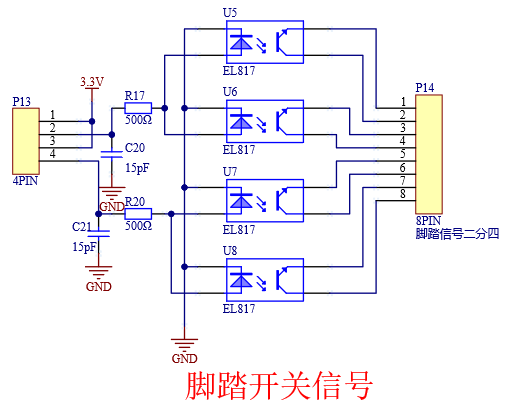 U5
EL817
3.3V
P13
1
2
3
4
4PIN
R17
500Ω
C20
15pF
GND
U6
EL817
P14
1
2
3
4
5
6
7
8
8PIN
脚踏信号二分四
U7
EL817
R20
500Ω
C21
15pF
GND
U8
EL817
GND
脚踏开关信号